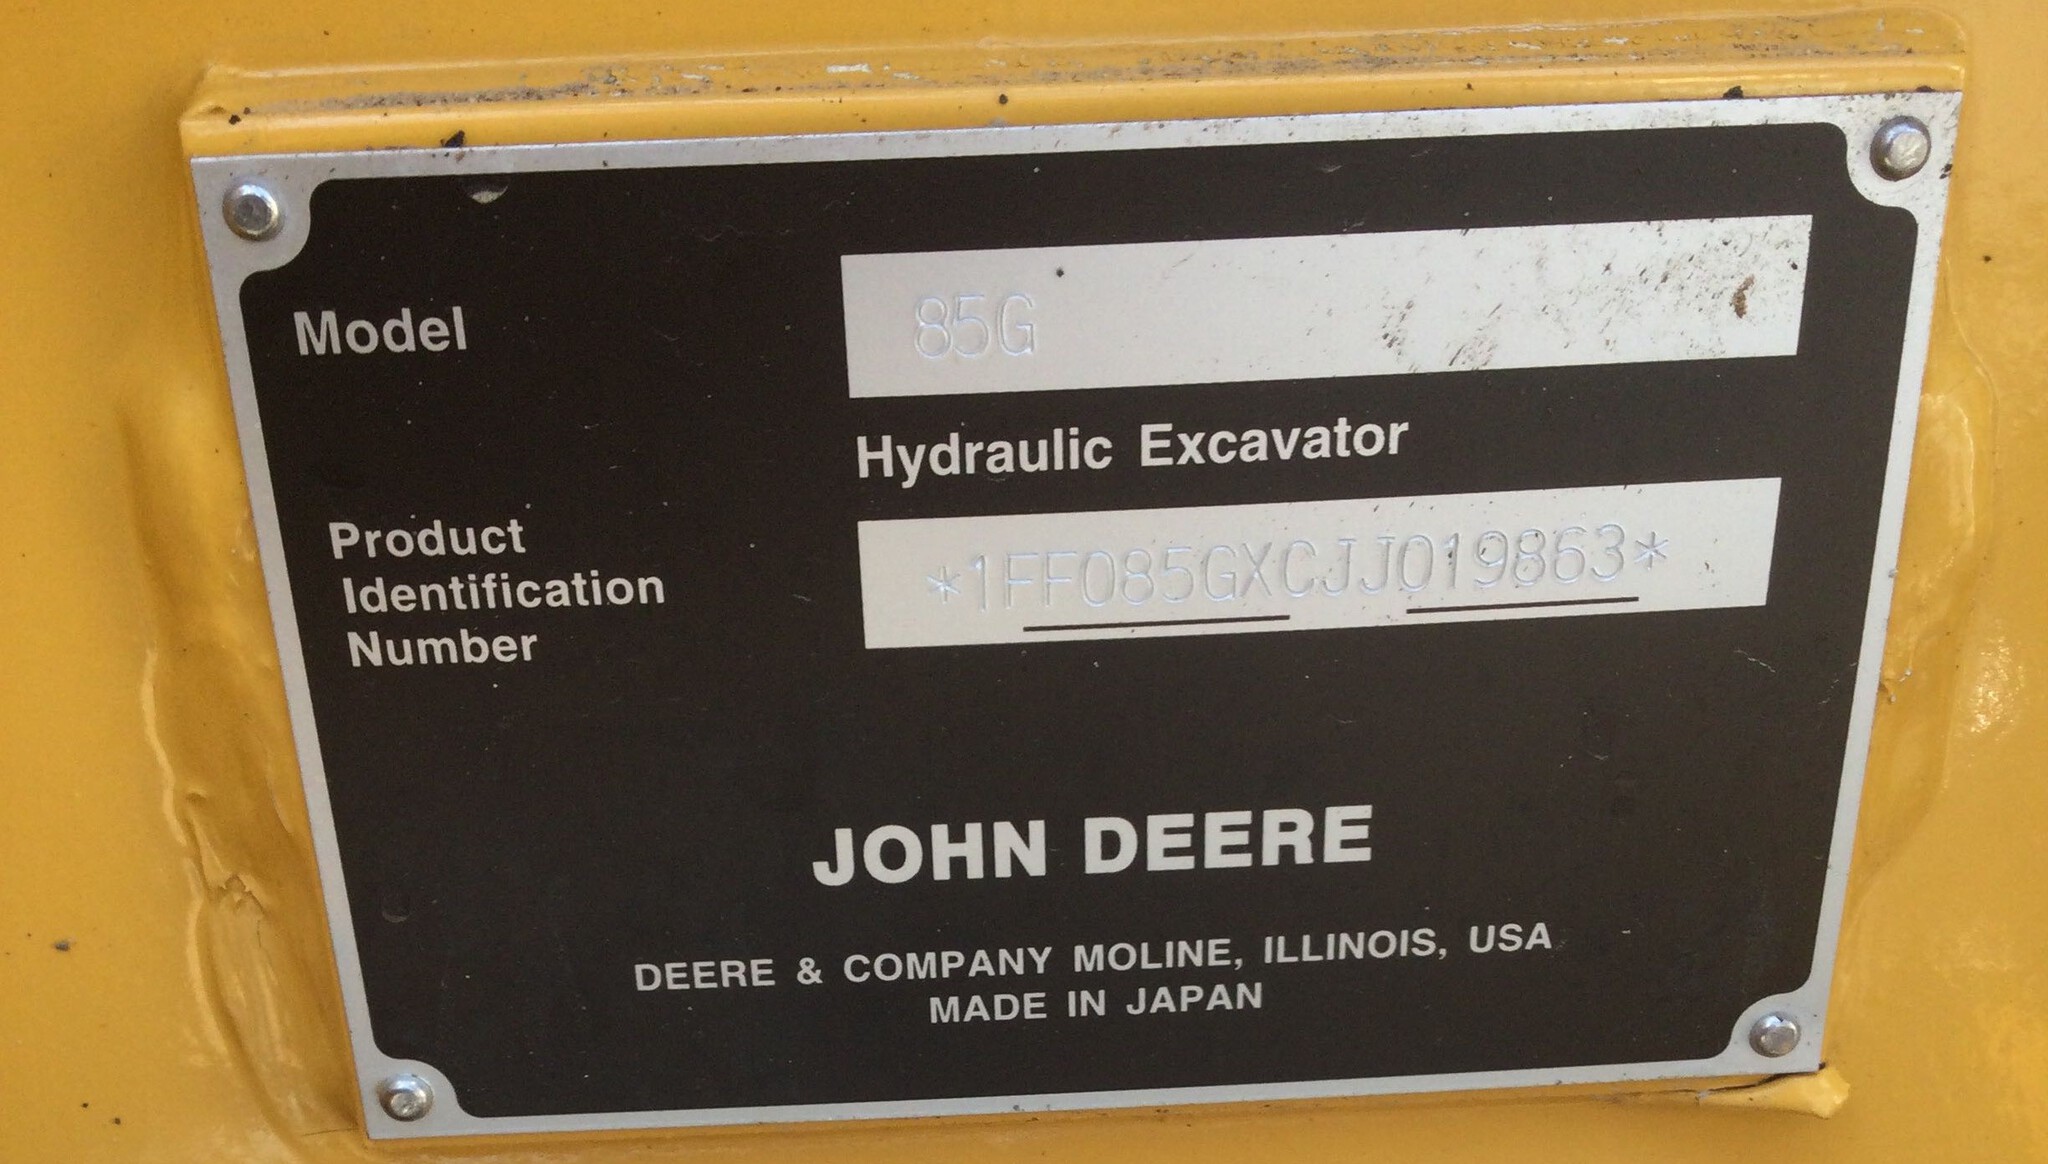 Model
85G
Hydraulic Excavator
Product
Identification
Number
*1FF085GXCJJ019863*
JOHN DEERE
DEERE & COMPANY MOLINE, ILLINOIS, USA
MADE IN JAPAN